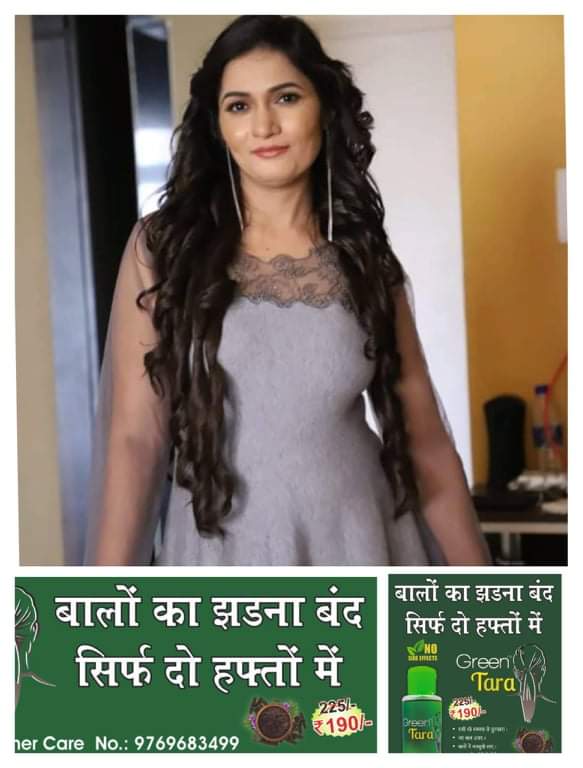 बालों का झडना बंद
सिर्फ दो हफ्तों में
225/-
₹190/-
ner Care No.: 9769683499
बालों का झडना बंद
सिर्फ दो हफ्तों में
NO
SIDE EFFECTS
Green
Tara
225/-
₹190/-
Green
Tara